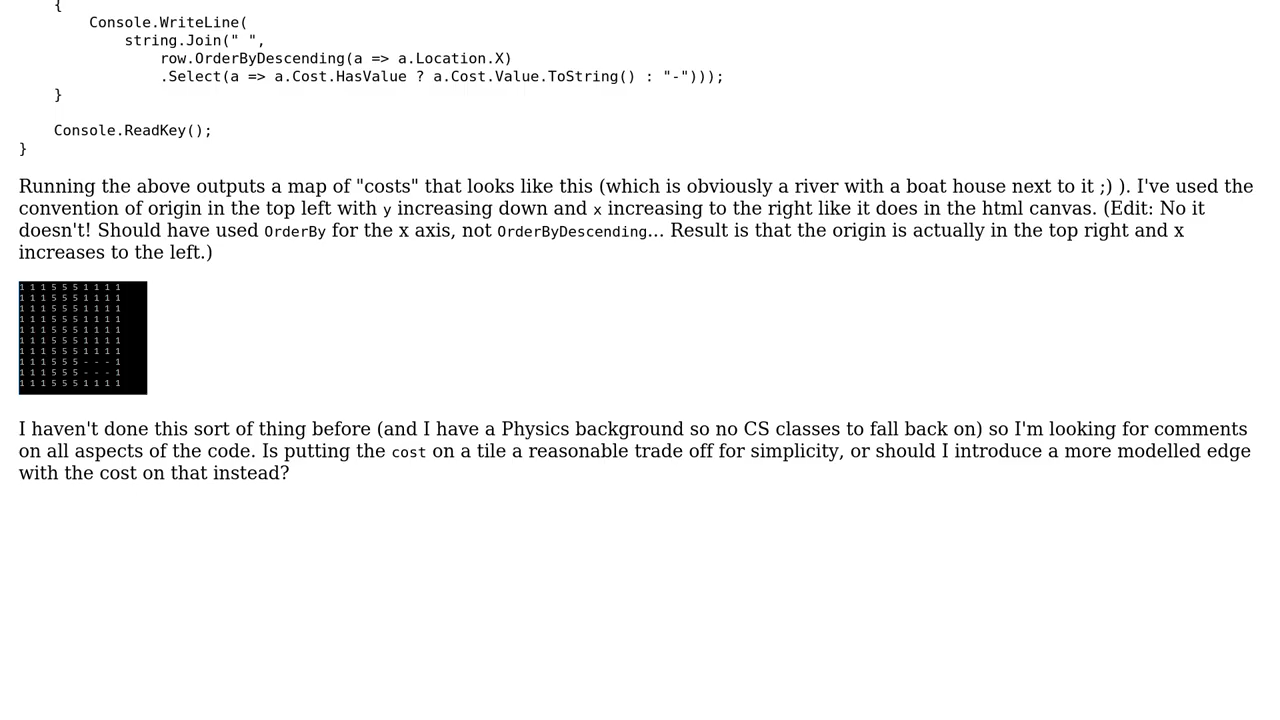 {
Console.WriteLine(
string.Join(" ",
row.OrderByDescending(a => a.Location.X)
.Select(a => a.Cost.HasValue ? a.Cost.Value.ToString() : "-")));
}
Console.ReadKey();
}
Running the above outputs a map of "costs" that looks like this (which is obviously a river with a boat house next to it ;) ). I've used the
convention of origin in the top left with y increasing down and x increasing to the right like it does in the html canvas. (Edit: No it
doesn't! Should have used OrderBy for the x axis, not OrderByDescending... Result is that the origin is actually in the top right and x
increases to the left.)
1 1 1 5 5 5 1 1 1 1
1 1 1 5 5 5 1 1 1 1
1 1 1 5 5 5 1 1 1 1
1 1 1 5 5 5 1 1 1 1
1 1 1 5 5 5 1 1 1 1
1 1 1 5 5 5 1 1 1 1
1 1 1 5 5 5 1 1 1 1
1 1 1 5 5 5 - - - 1
1 1 1 5 5 5 - - - 1
1 1 1 5 5 5 1 1 1 1
I haven't done this sort of thing before (and I have a Physics background so no CS classes to fall back on) so I'm looking for comments
on all aspects of the code. Is putting the cost on a tile a reasonable trade off for simplicity, or should I introduce a more modelled edge
with the cost on that instead?